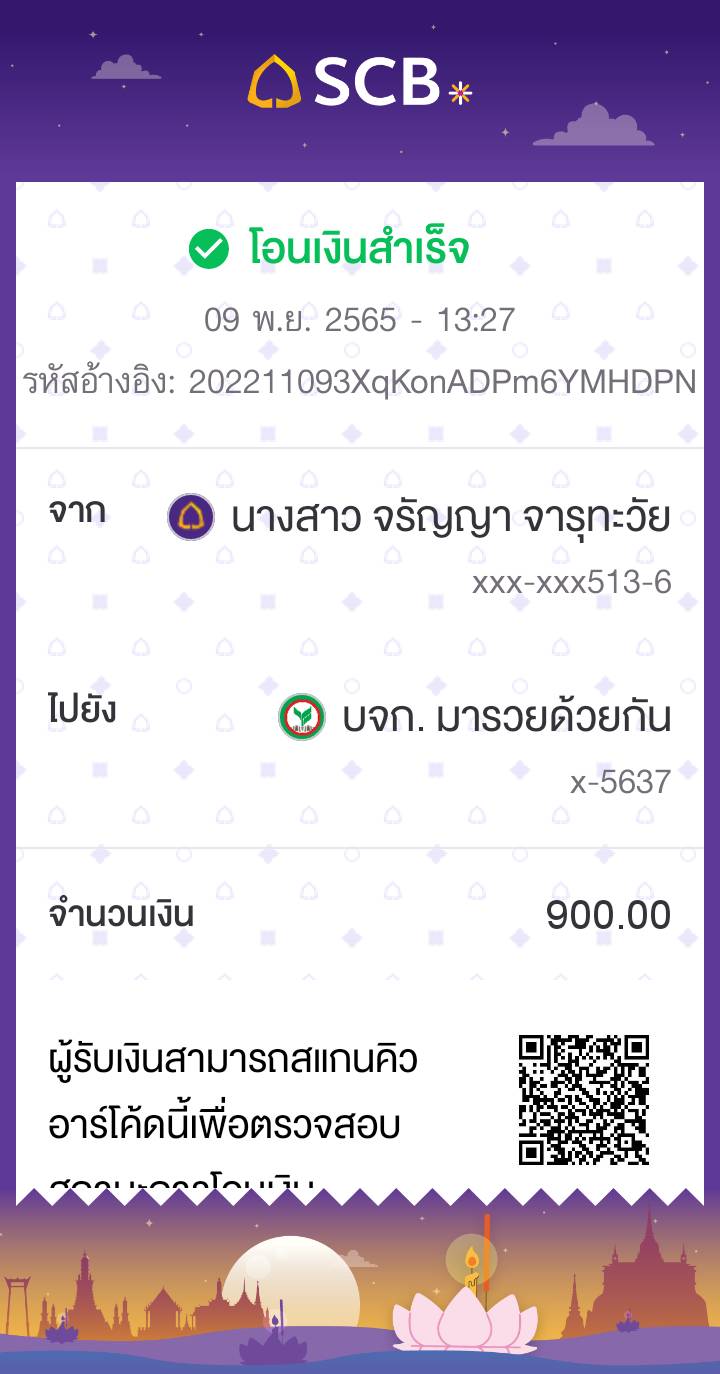 SCB
โอนเงินสำเร็จ
09 พ.ย. 2565 - 13:27
รหัสอ้างอิง: 202211093XqKonADPm6YMHDPN
จาก นางสาว จรัญญา จารุทะวัย
xxx-xxx513-6
ไปยัง บจก. มารวยด้วยกัน
x-5637
จำนวนเงิน 900.00
ผู้รับเงินสามารถสแกนคิว
อาร์โค้ดนี้เพื่อตรวจสอบ